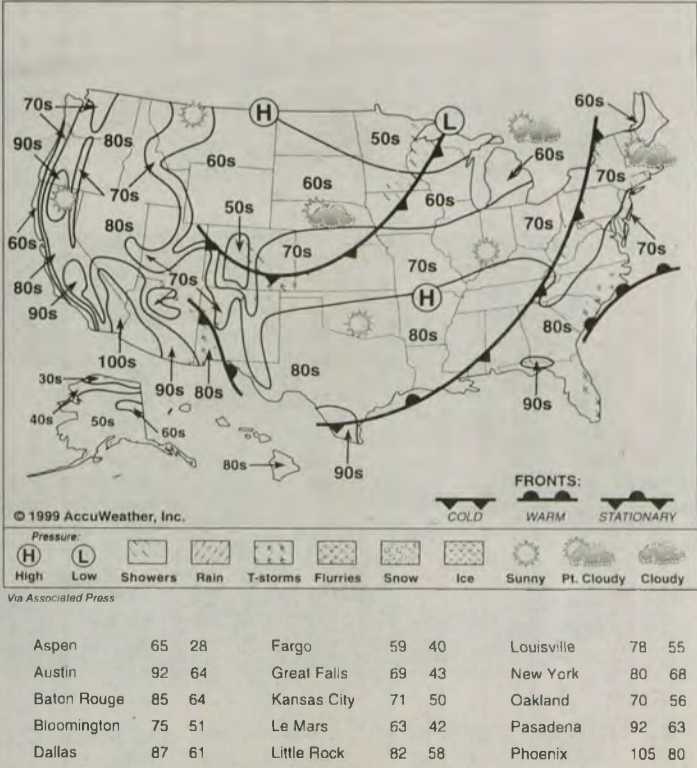 H
L
60s
70s
50s
90s
80s
60s
60s
70s
60s
70s
60s
60s
80s
50s
70s
60s
70s
70s
70s
80s
70s
90s
H
80s
80s
100s
90s
80s
80s
90s
30s
40s
50s
60s
80s
90s
FRONTS:
© 1999 AccuWeather, Inc.
COLD WARM STATIONARY
Pressure:
H L
High Low Showers Rain T-storms Flurries Snow Ice Sunny Pt. Cloudy Cloudy
Via Associated Press
Aspen 65 28 Fargo 59 40 Louisville 78 55
Austin 92 64 Great Falls 69 43 New York 80 68
Baton Rouge 85 64 Kansas City 71 50 Oakland 70 56
Bloomington 75 51 Le Mars 63 42 Pasadena 92 63
Dallas 87 61 Little Rock 82 58 Phoenix 105 80